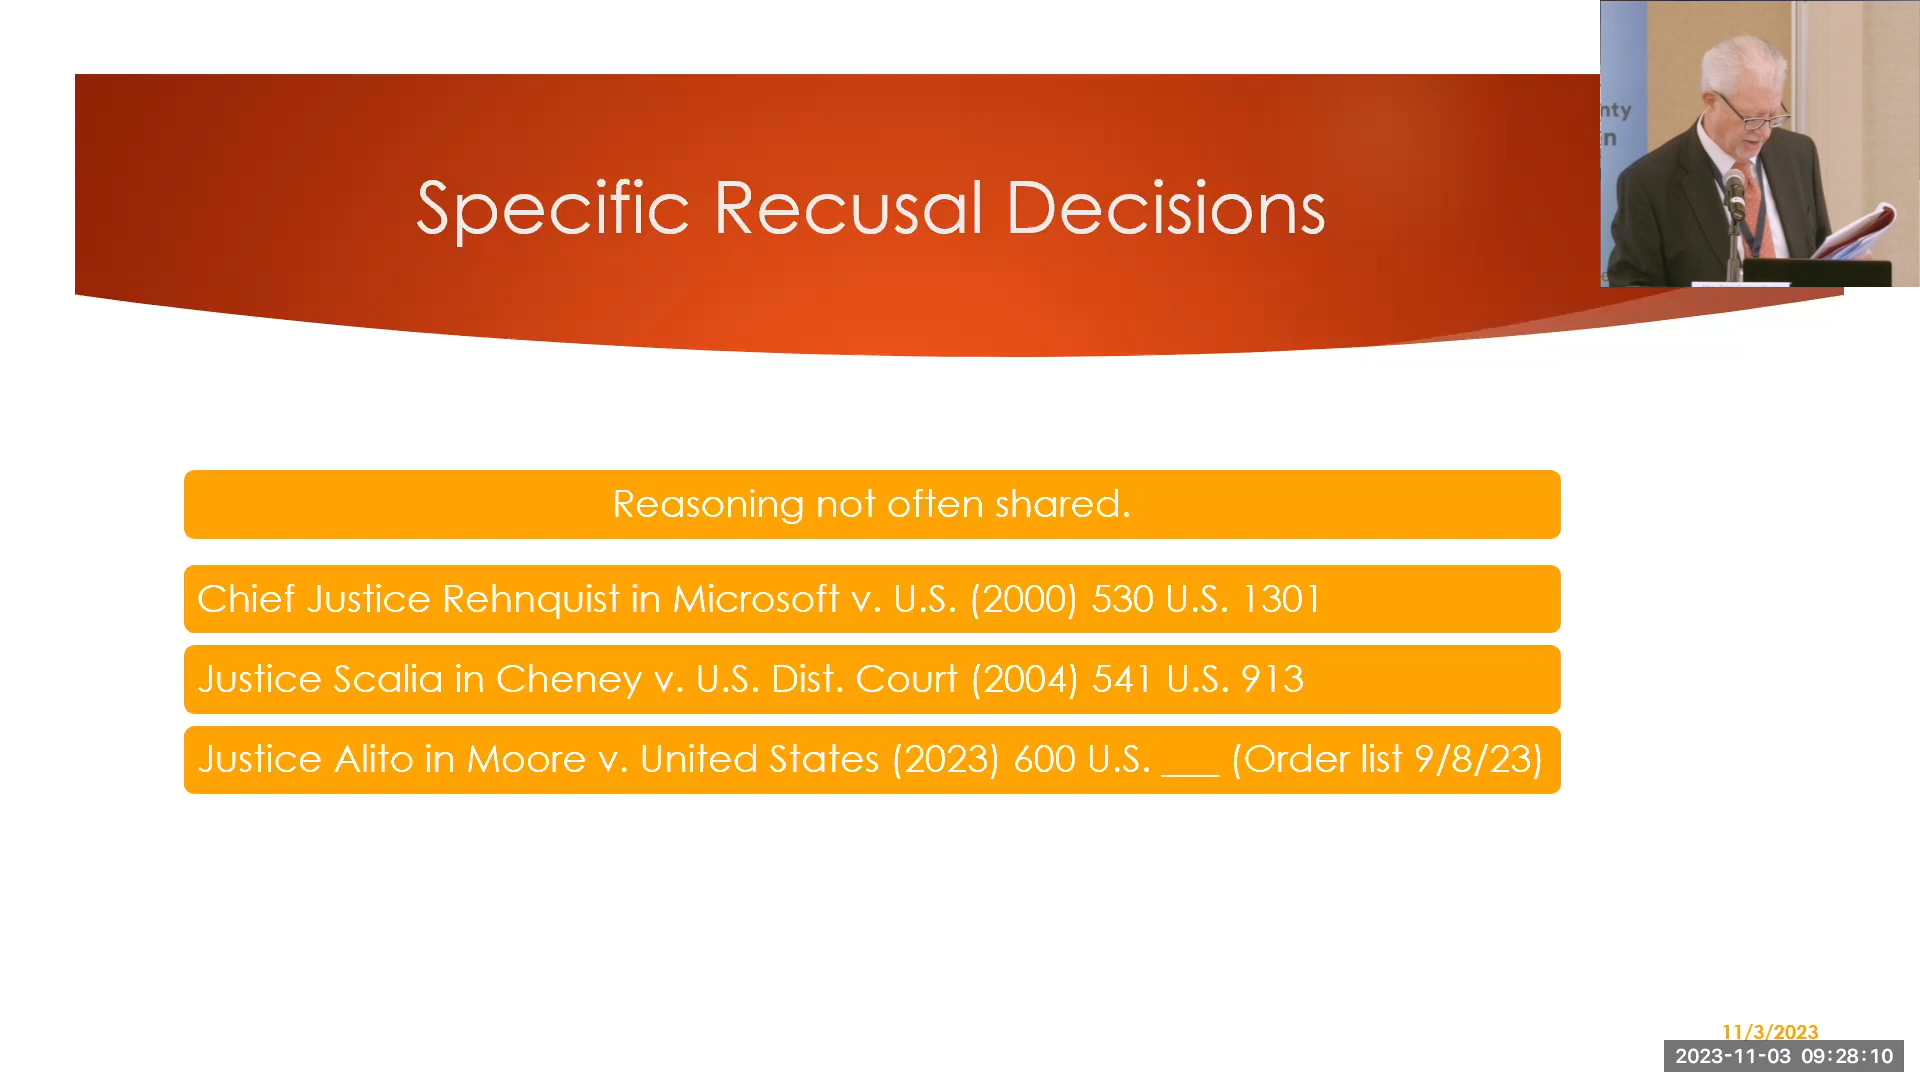 Specific Recusal Decisions
nty
n
Reasoning not often shared.
Chief Justice Rehnquist in Microsoft v. U.S. (2000) 530 U.S. 1301
Justice Scalia in Cheney v. U.S. Dist. Court (2004) 541 U.S. 913
Justice Alito in Moore v. United States (2023) 600 U.S. ___ (Order list 9/8/23)
11/3/2023
2023-11-03 09:28:10